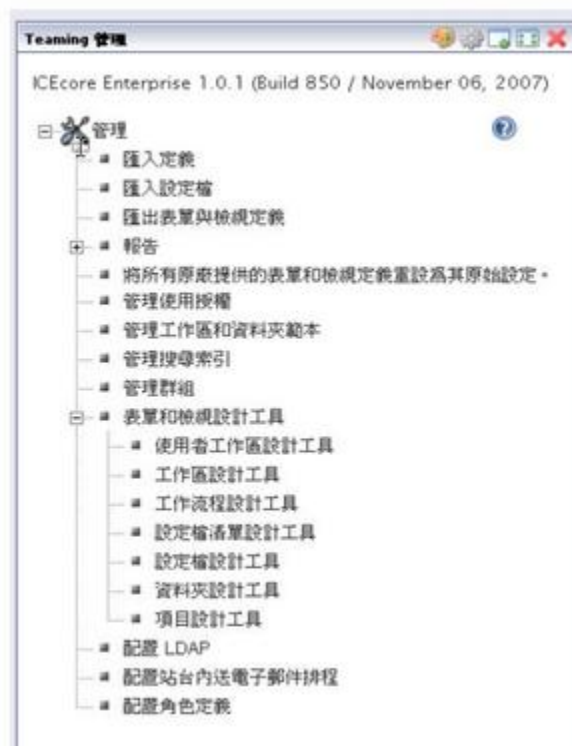 Teaming 管理
ICEcore Enterprise 1.0.1 (Build 850 / November 06, 2007)
管理
匯入定義
匯入設定檔
匯出表單與檢視定義
報告
將所有原廠提供的表單和檢視定義重設為其原始設定。
管理使用授權
管理工作區和資料夾範本
管理搜尋索引
管理群組
表單和檢視設計工具
使用者工作區設計工具
工作區設計工具
工作流程設計工具
設定檔清單設計工具
設定檔設計工具
資料夾設計工具
項目設計工具
配置 LDAP
配置站台內送電子郵件排程
配置角色定義